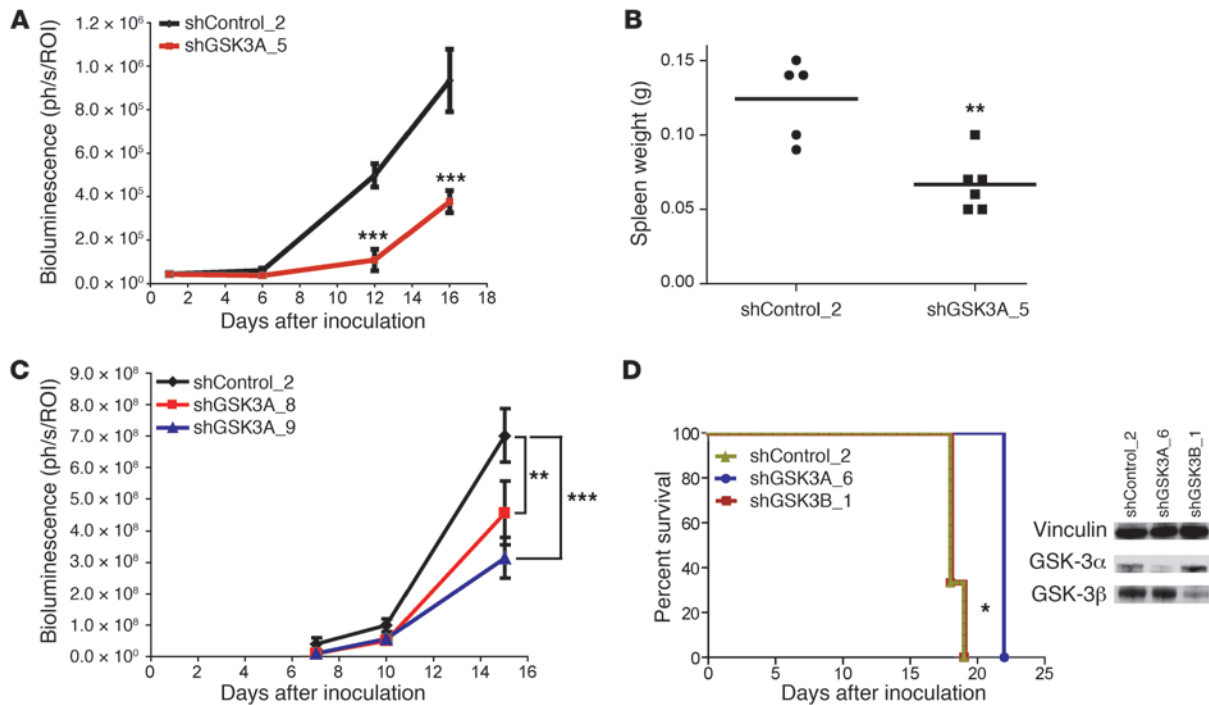 A
Bioluminescence (ph/s/ROI)
1.2 × 10⁶
1.0 × 10⁶
8.0 × 10⁵
6.0 × 10⁵
4.0 × 10⁵
2.0 × 10⁵
0.0 × 10⁰
shControl_2
shGSK3A_5
***
***
0 2 4 6 8 10 12 14 16 18
Days after inoculation
B
Spleen weight (g)
0.15
0.10
0.05
0.00
**
shControl_2 shGSK3A_5
C
Bioluminescence (ph/s/ROI)
9.0 × 10⁸
8.0 × 10⁸
7.0 × 10⁸
6.0 × 10⁸
5.0 × 10⁸
4.0 × 10⁸
3.0 × 10⁸
2.0 × 10⁸
1.0 × 10⁸
0.0 × 10⁰
shControl_2
shGSK3A_8
shGSK3A_9
**
***
0 2 4 6 8 10 12 14 16
Days after inoculation
D
Percent survival
100
80
60
40
20
0
shControl_2
shGSK3A_6
shGSK3B_1
*
0 5 10 15 20 25
Days after inoculation
shControl_2
shGSK3A_6
shGSK3B_1
Vinculin
GSK-3α
GSK-3β